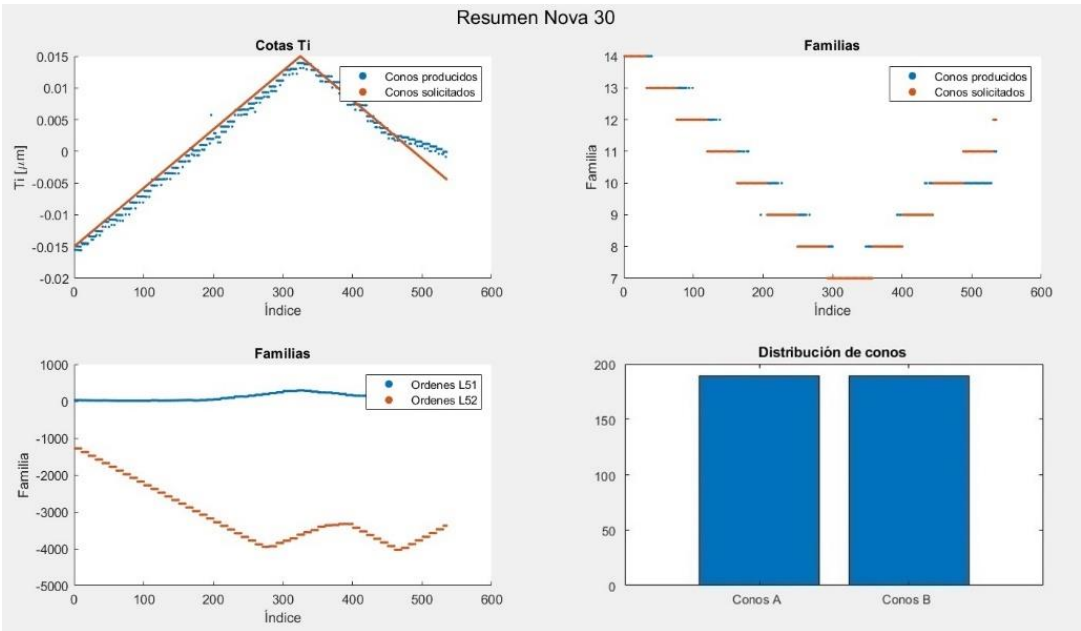 Resumen Nova 30
Cotas Ti
0.015
0.01
0.005
0
-0.005
-0.01
-0.015
-0.02
Ti [μm]
Conos producidos
Conos solicitados
0 100 200 300 400 500 600
Índice
Familias
14
13
12
11
10
9
8
7
Familia
Conos producidos
Conos solicitados
0 100 200 300 400 500 600
Índice
Familias
1000
0
-1000
-2000
-3000
-4000
-5000
Familia
Ordenes L51
Ordenes L52
0 100 200 300 400 500 600
Índice
Distribución de conos
200
150
100
50
0
Conos A Conos B